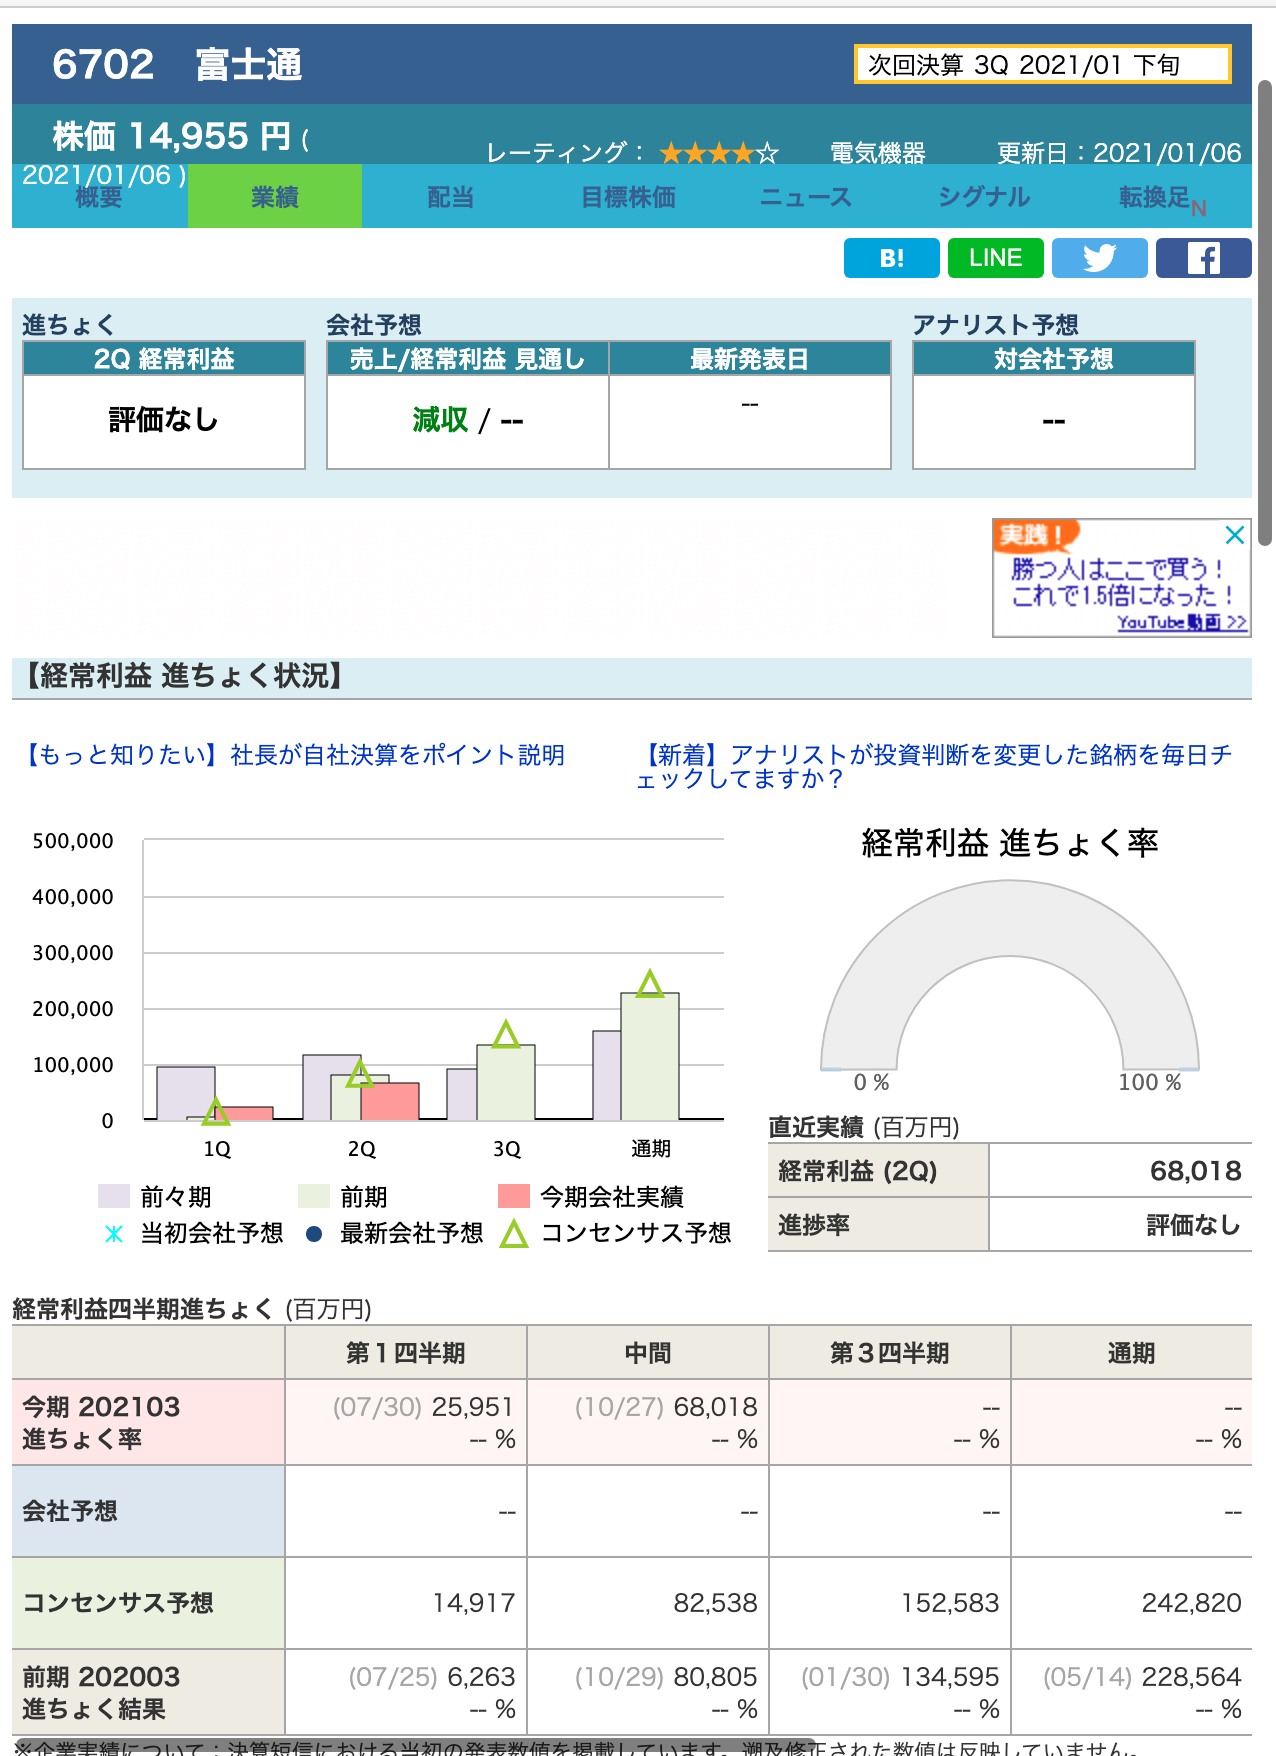 6702 富士通
次回決算 3Q 2021/01 下旬
株価 14,955 円 (
2021/01/06 )
レーティング： ★★★★☆ 電気機器 更新日：2021/01/06
概要 業績 配当 目標株価 ニュース シグナル 転換足N
B! LINE
進ちょく
2Q 経常利益
評価なし
会社予想
売上/経常利益 見通し 最新発表日
減収 / -- --
アナリスト予想
対会社予想
--
実践！
勝つ人はここで買う！
これで1.5倍になった！
YouTube動画 >>
【経常利益 進ちょく状況】
【もっと知りたい】社長が自社決算をポイント説明
【新着】アナリストが投資判断を変更した銘柄を毎日チ
ェックしてますか？
500,000
400,000
300,000
200,000
100,000
0
1Q 2Q 3Q 通期
前々期 前期 今期会社実績
当初会社予想 最新会社予想 コンセンサス予想
経常利益 進ちょく率
0 % 100 %
直近実績 (百万円)
経常利益 (2Q) 68,018
進捗率 評価なし
経常利益四半期進ちょく (百万円)
第１四半期 中間 第３四半期 通期
今期 202103 (07/30) 25,951 (10/27) 68,018 -- --
進ちょく率 -- % -- % -- % -- %
会社予想 -- -- -- --
コンセンサス予想 14,917 82,538 152,583 242,820
前期 202003 (07/25) 6,263 (10/29) 80,805 (01/30) 134,595 (05/14) 228,564
進ちょく結果 -- % -- % -- % -- %
※企業実績について：決算短信における当初の発表数値を掲載しています。遡及修正された数値は反映していません。